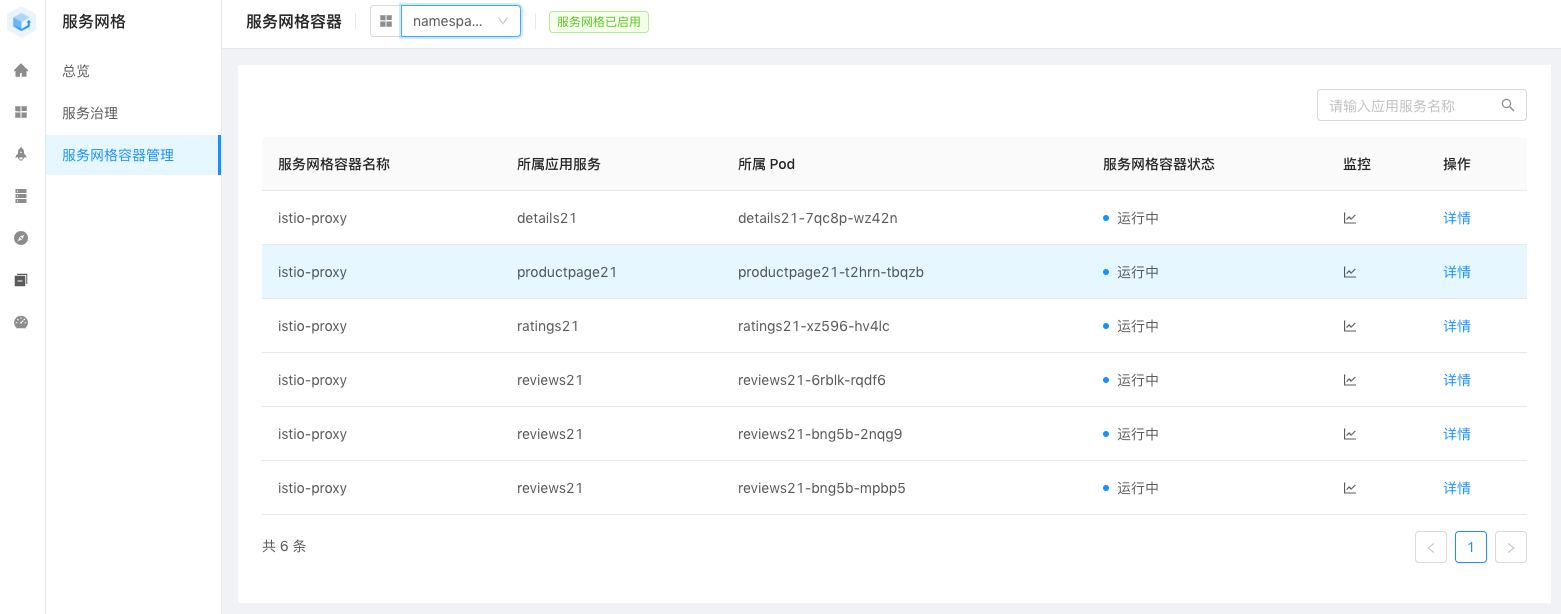 服务网格
服务网格容器 namespa... 服务网格已启用
总览
服务治理
服务网格容器管理
请输入应用服务名称
服务网格容器名称 所属应用服务 所属 Pod 服务网格容器状态 监控 操作
istio-proxy details21 details21-7qc8p-wz42n 运行中 详情
istio-proxy productpage21 productpage21-t2hrn-tbqzb 运行中 详情
istio-proxy ratings21 ratings21-xz596-hv4lc 运行中 详情
istio-proxy reviews21 reviews21-6rblk-rqdf6 运行中 详情
istio-proxy reviews21 reviews21-bng5b-2nqg9 运行中 详情
istio-proxy reviews21 reviews21-bng5b-mpbp5 运行中 详情
共 6 条 < 1 >